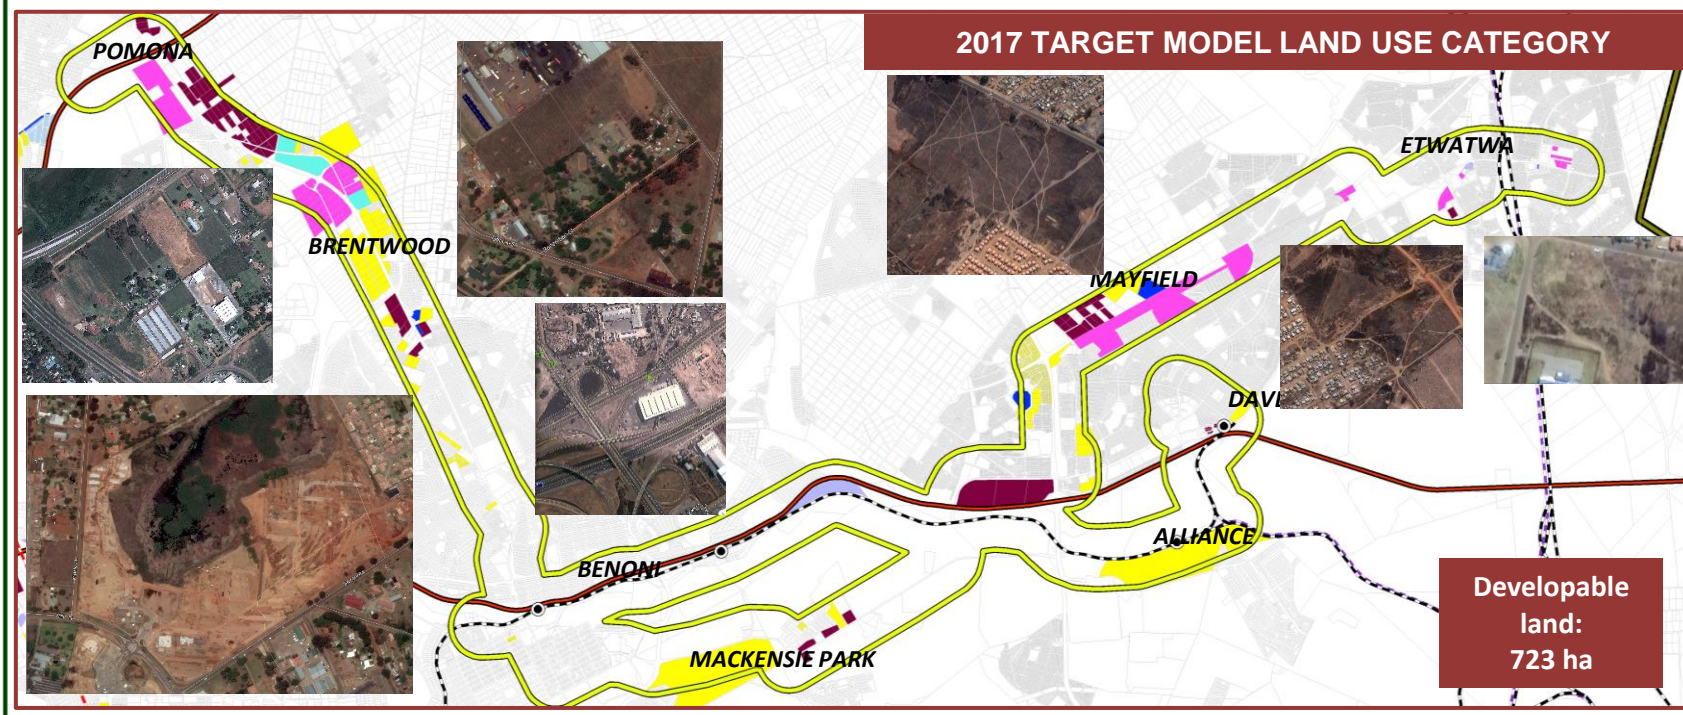 2017 TARGET MODEL LAND USE CATEGORY
POMONA
ETWATWA
BRENTWOOD
MAYFIELD
ALLIANCE
BENONI
MACKENSIE PARK
Developable
land:
723 ha